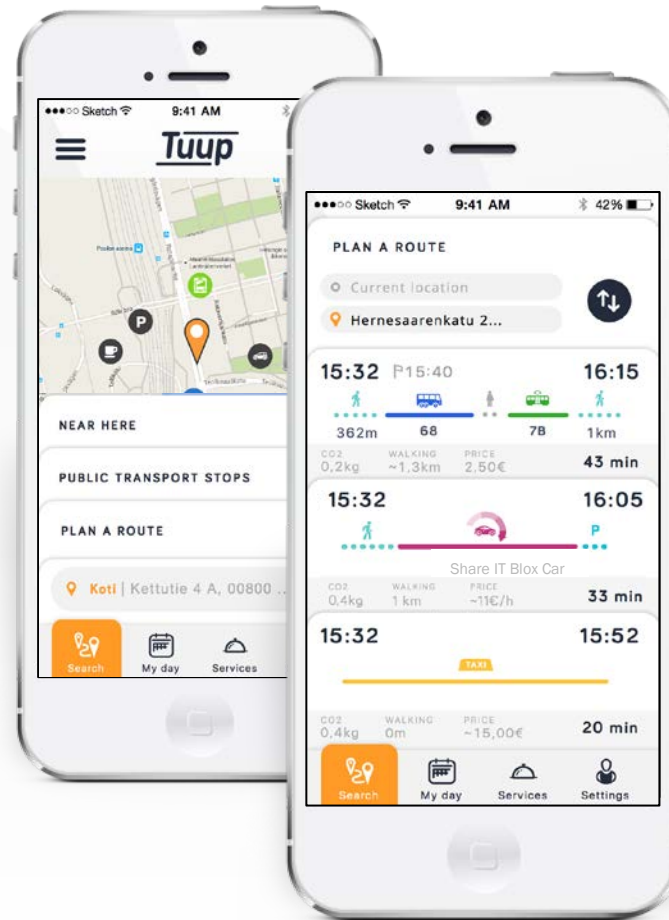 Sketch 9:41 AM
Tuup
P
NEAR HERE
PUBLIC TRANSPORT STOPS
PLAN A ROUTE
Koti | Kettutie 4 A, 00800 ...
Search My day Services
Sketch 9:41 AM 42%
PLAN A ROUTE
Current location
Hernesaarenkatu 2...
15:32 15:40 16:15
362m 68 7B 1km
CO2 WALKING PRICE
0,2kg ~1,3km 2,50€ 43 min
15:32 16:05
P
Share IT Blox Car
CO2 WALKING PRICE
0,4kg 1 km ~11€/h 33 min
15:32 15:52
TAXI
CO2 WALKING PRICE
0,4kg 0m ~15,00€ 20 min
Search My day Services Settings